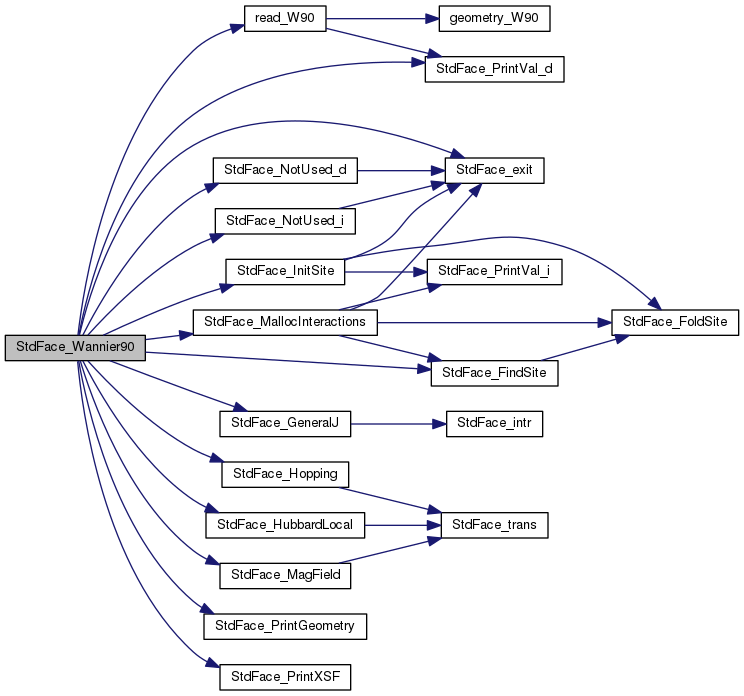 read_W90
geometry_W90
StdFace_PrintVal_d
StdFace_NotUsed_d
StdFace_exit
StdFace_NotUsed_i
StdFace_InitSite
StdFace_PrintVal_i
StdFace_MallocInteractions
StdFace_FoldSite
StdFace_Wannier90
StdFace_FindSite
StdFace_GeneralJ
StdFace_intr
StdFace_Hopping
StdFace_HubbardLocal
StdFace_trans
StdFace_MagField
StdFace_PrintGeometry
StdFace_PrintXSF